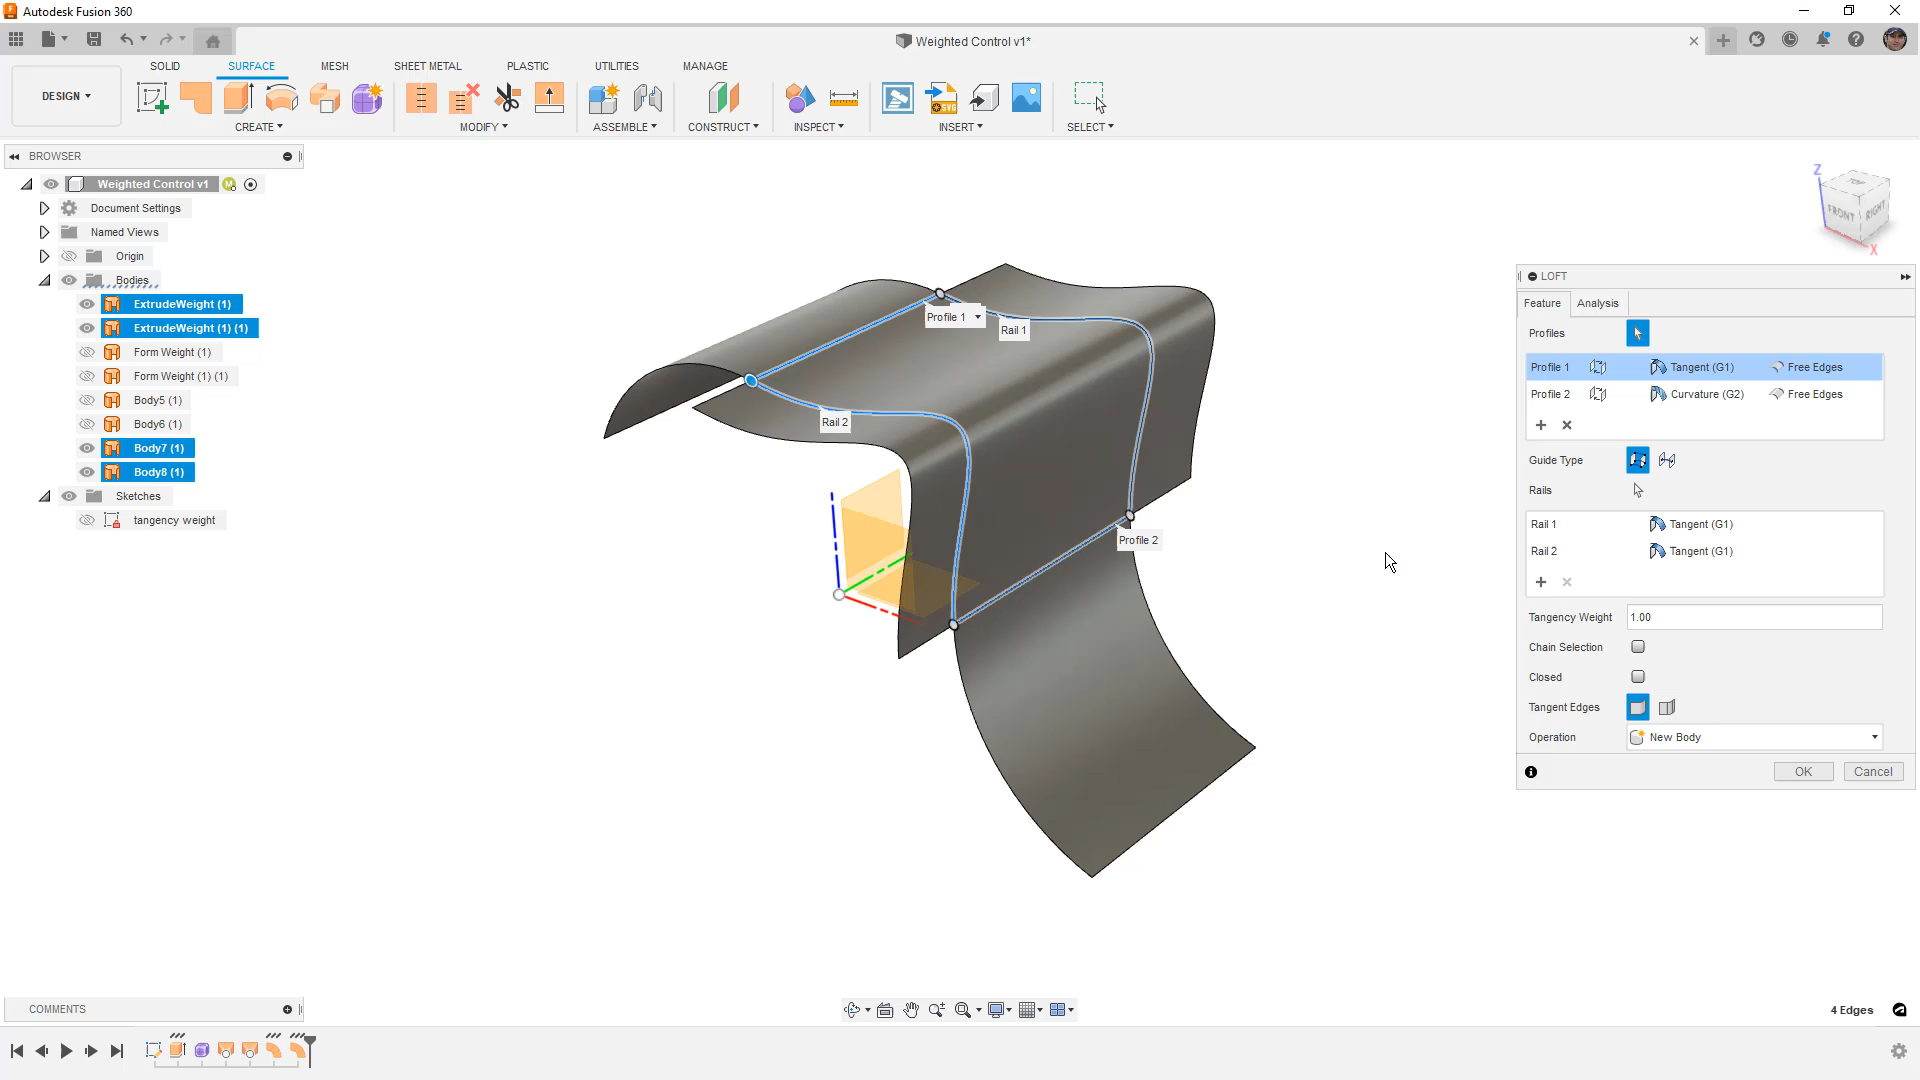 Autodesk Fusion 360
Weighted Control v1*
DESIGN
SOLID SURFACE MESH SHEET METAL PLASTIC UTILITIES MANAGE
SVG
CREATE MODIFY ASSEMBLE CONSTRUCT INSPECT INSERT SELECT
BROWSER
Weighted Control v1
M
Document Settings
Named Views
Origin
Bodies
ExtrudeWeight (1)
ExtrudeWeight (1) (1)
Form Weight (1)
Form Weight (1) (1)
Body5 (1)
Body6 (1)
Body7 (1)
Body8 (1)
Sketches
tangency weight
Profile 1
Rail 1
Rail 2
Profile 2
Z
TOP
FRONT
RIGHT
X
LOFT
Feature Analysis
Profiles
Profile 1 Tangent (G1) Free Edges
Profile 2 Curvature (G2) Free Edges
Guide Type
Rails
Rail 1 Tangent (G1)
Rail 2 Tangent (G1)
Tangency Weight 1.00
Chain Selection
Closed
Tangent Edges
Operation New Body
OK Cancel
COMMENTS
4 Edges